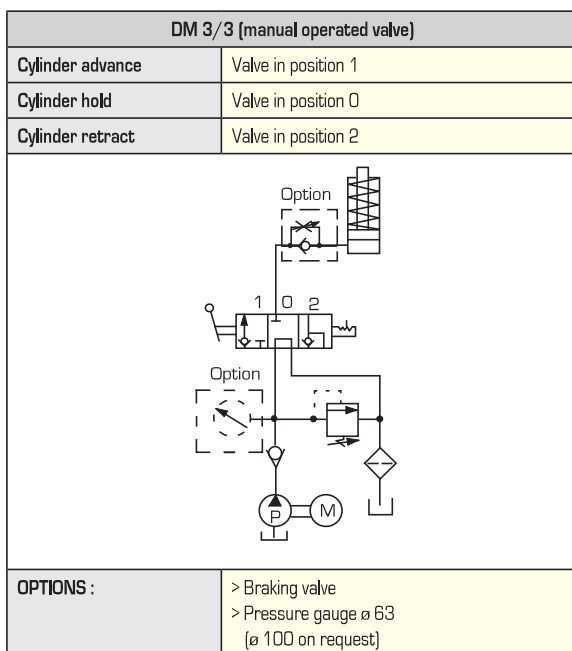 DM 3/3 (manual operated valve)
Cylinder advance
Valve in position 1
Cylinder hold
Valve in position 0
Cylinder retract
Valve in position 2
Option
1 0 2
Option
P
M
OPTIONS :
> Braking valve
> Pressure gauge ø 63
(ø 100 on request)